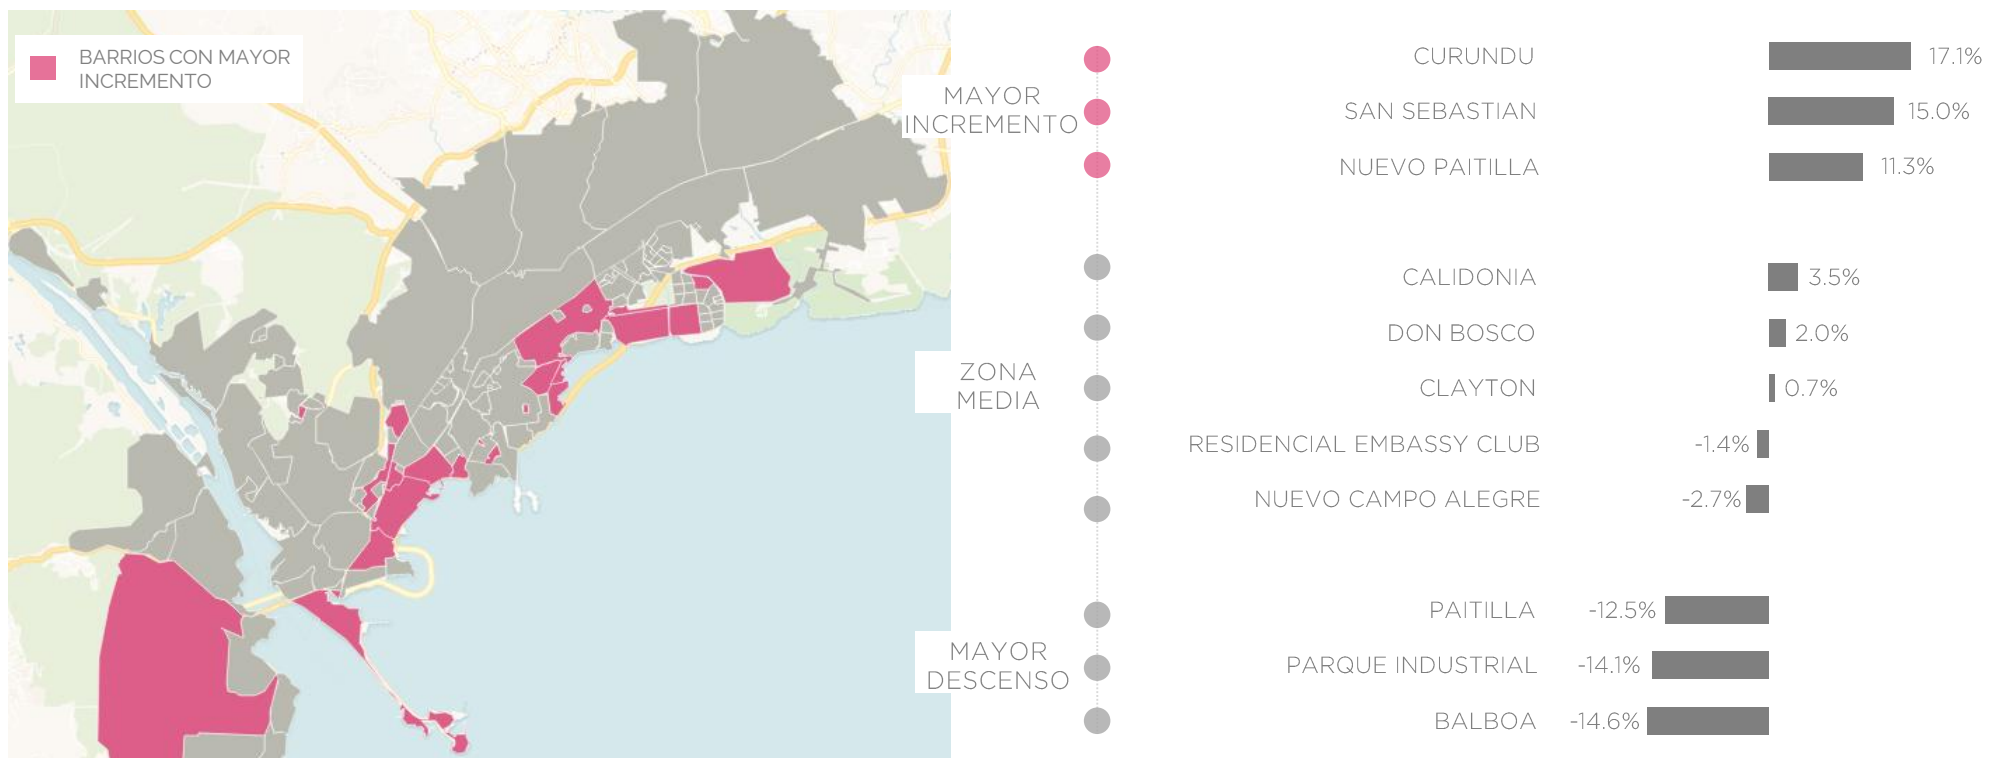 BARRIOS CON MAYOR
INCREMENTO
MAYOR
INCREMENTO
CURUNDU 17.1%
SAN SEBASTIAN 15.0%
NUEVO PAITILLA 11.3%
ZONA
MEDIA
CALIDONIA 3.5%
DON BOSCO 2.0%
CLAYTON 0.7%
RESIDENCIAL EMBASSY CLUB -1.4%
NUEVO CAMPO ALEGRE -2.7%
MAYOR
DESCENSO
PAITILLA -12.5%
PARQUE INDUSTRIAL -14.1%
BALBOA -14.6%